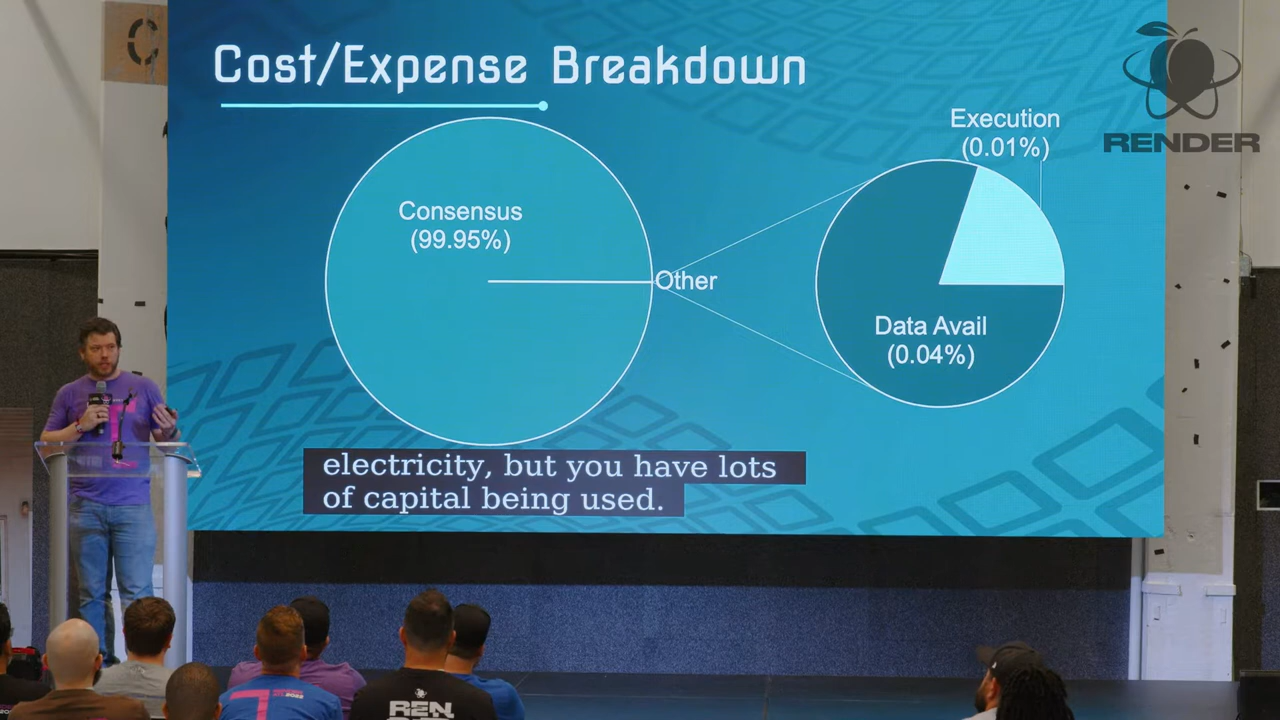 Cost/Expense Breakdown
RENDER
Consensus
(99.95%)
Other
Execution
(0.01%)
Data Avail
(0.04%)
electricity, but you have lots
of capital being used.
REN